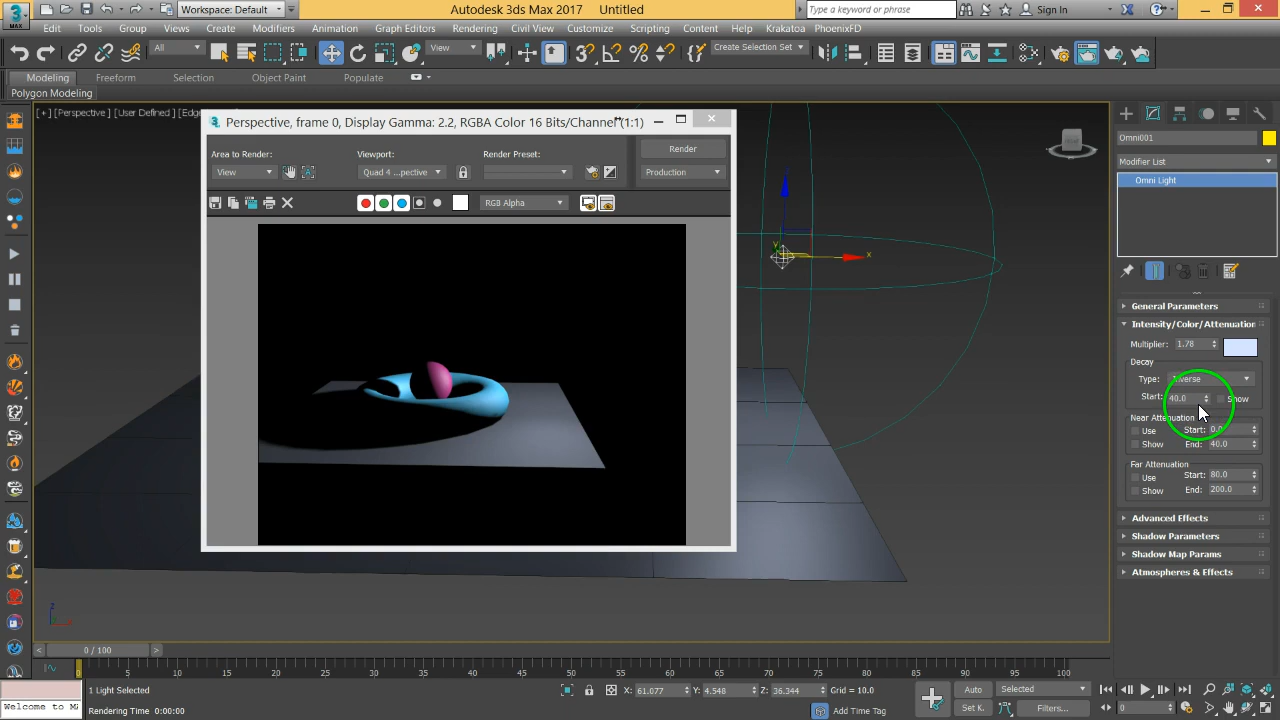 MAX
Workspace: Default
Autodesk 3ds Max 2017
Untitled
Type a keyword or phrase
Sign In
Edit
Tools
Group
Views
Create
Modifiers
Animation
Graph Editors
Rendering
Civil View
Customize
Scripting
Content
Help
Krakatoa
PhoenixFD
All
View
Create Selection Set
Modeling
Freeform
Selection
Object Paint
Populate
Polygon Modeling
[+] [Perspective] [User Defined]
Perspective, frame 0, Display Gamma: 2.2, RGBA Color 16 Bits/Channel (1:1)
Area to Render:
Viewport:
Render Preset:
Render
View
Quad 4 ...pective
Production
RGB Alpha
x
Omni001
Modifier List
Omni Light
General Parameters
Intensity/Color/Attenuation
Multiplier: 1.78
Decay
Type:
Start: 40.0
Show
Near Attenuation
Use
Start: 0.0
Show
End: 40.0
Far Attenuation
Use
Start: 80.0
Show
End: 200.0
Advanced Effects
Shadow Parameters
Shadow Map Params
Atmospheres & Effects
z
x
< 0 / 100 >
0 5 10 15 20 25 30 35 40 45 50 55 60 65 70 75 80 85 90 95 100
1 Light Selected
X: 61.077
Y: 4.548
Z: 36.344
Grid = 10.0
Auto
Selected
Welcome to M
Rendering Time 0:00:00
Add Time Tag
Set K.
Filters...
0